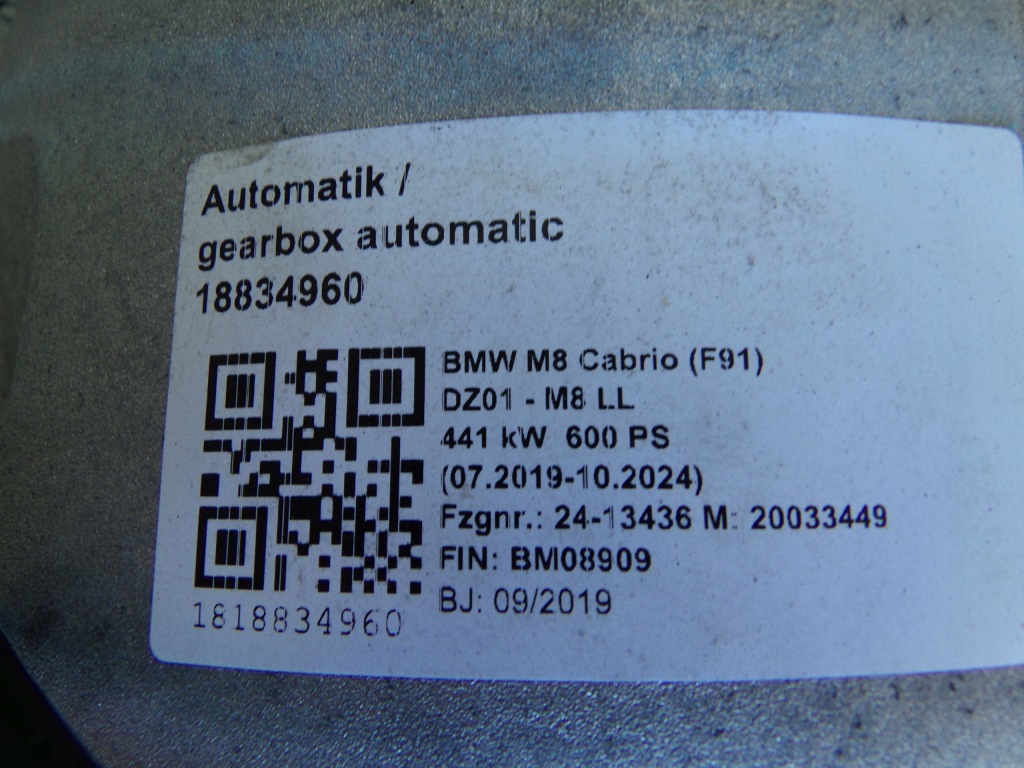 Automatik /
gearbox automatic
18834960
BMW M8 Cabrio (F91)
DZ01 - M8 LL
441 kW 600 PS
(07.2019-10.2024)
Fzgnr.: 24-13436 M: 20033449
FIN: BM08909
BJ: 09/2019
1818834960